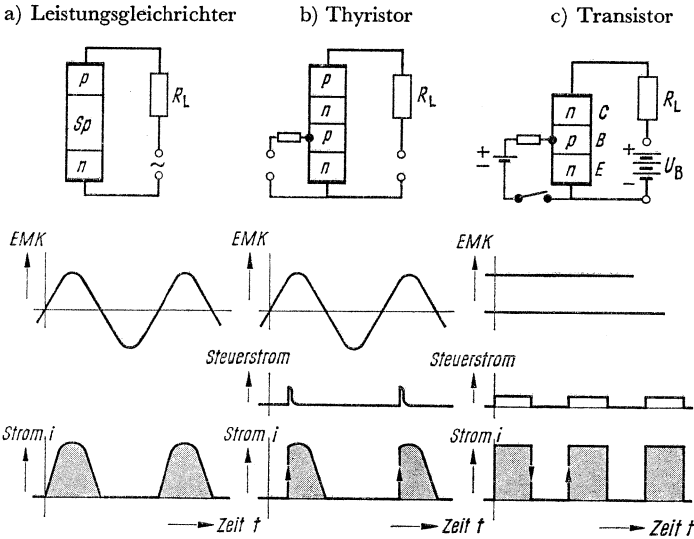 a) Leistungsgleichrichter
b) Thyristor
c) Transistor
p
Sp
n
R_L
~
p
n
p
n
R_L
n C
p B
n E
R_L
+
−
+
−
U_B
EMK
EMK
EMK
Steuerstrom
Steuerstrom
Strom i
Strom i
Strom i
Zeit t
Zeit t
Zeit t